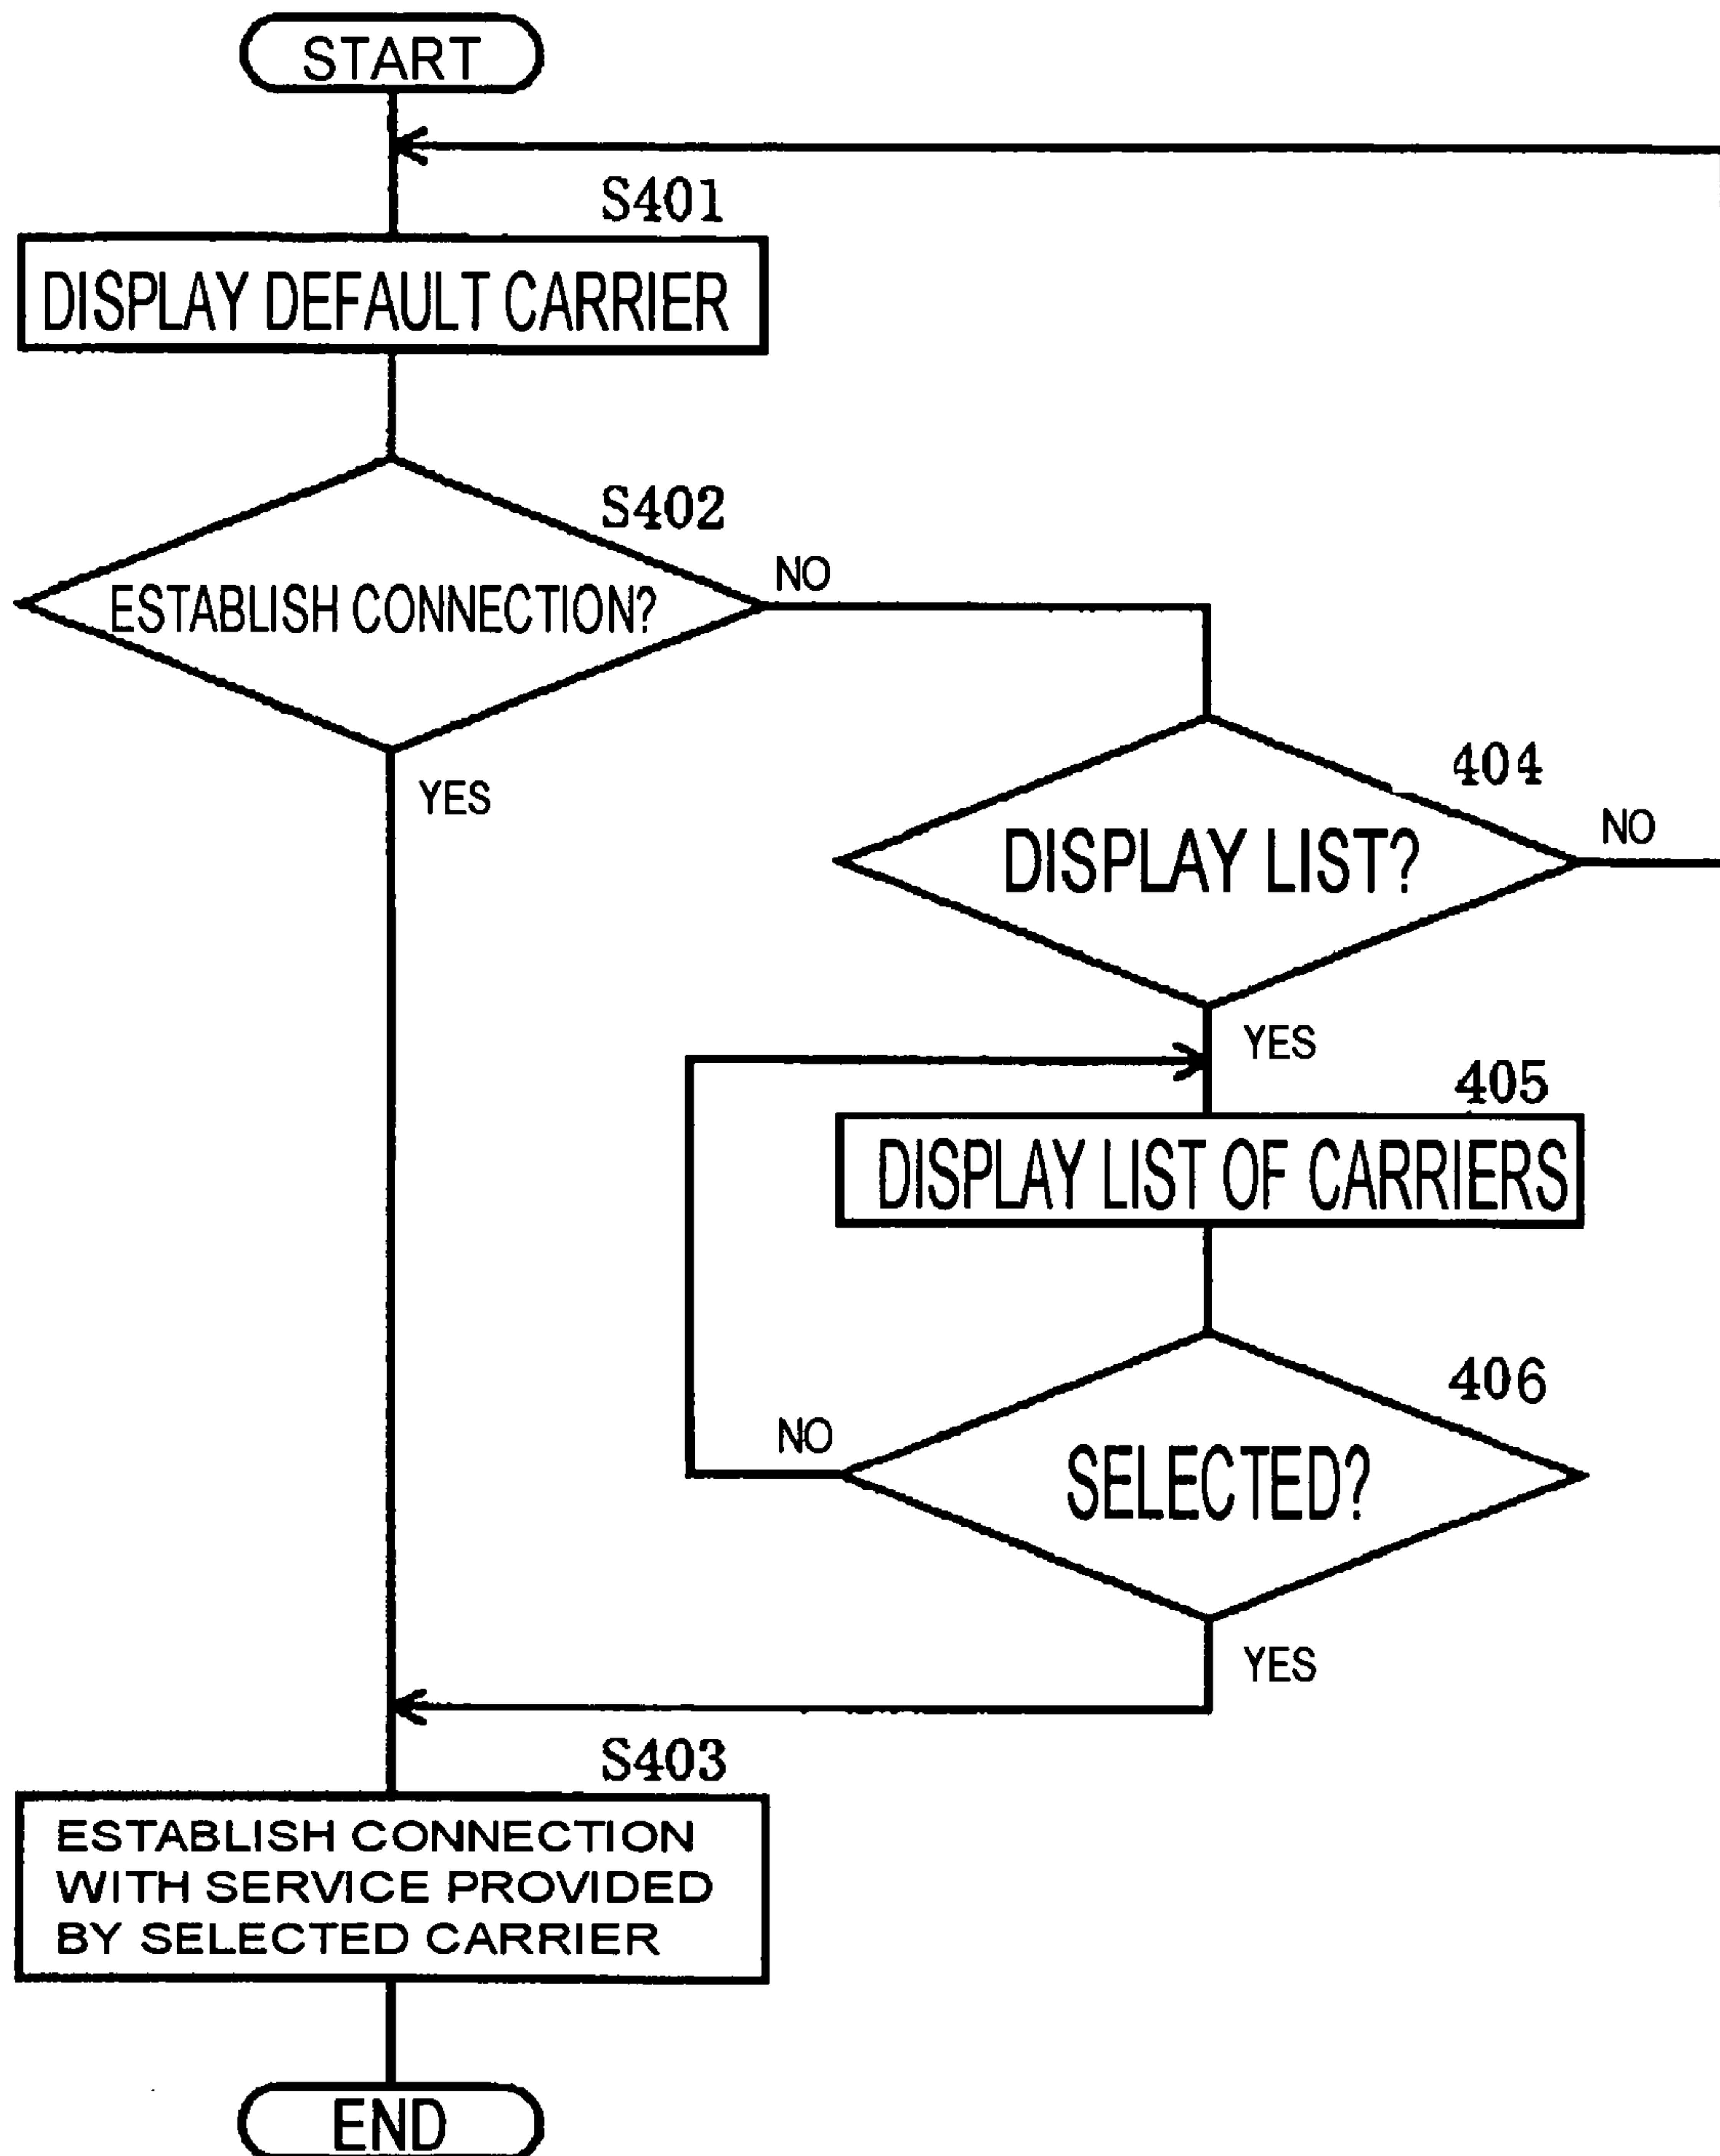 START
S401
DISPLAY DEFAULT CARRIER
S402
ESTABLISH CONNECTION?
NO
YES
404
DISPLAY LIST?
NO
YES
405
DISPLAY LIST OF CARRIERS
406
SELECTED?
NO
YES
S403
ESTABLISH CONNECTION
WITH SERVICE PROVIDED
BY SELECTED CARRIER
END